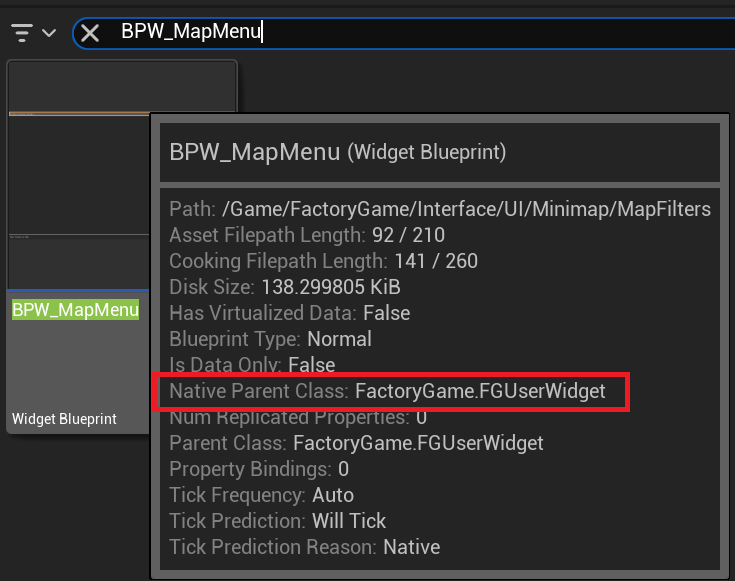 BPW_MapMenu
BPW_MapMenu (Widget Blueprint)
Path: /Game/FactoryGame/Interface/UI/Minimap/MapFilters
Asset Filepath Length: 92 / 210
Cooking Filepath Length: 141 / 260
Disk Size: 138.299805 KiB
Has Virtualized Data: False
Blueprint Type: Normal
Is Data Only: False
Native Parent Class: FactoryGame.FGUserWidget
Num Replicated Properties: 0
Parent Class: FactoryGame.FGUserWidget
Property Bindings: 0
Tick Frequency: Auto
Tick Prediction: Will Tick
Tick Prediction Reason: Native
BPW_MapMenu
Widget Blueprint